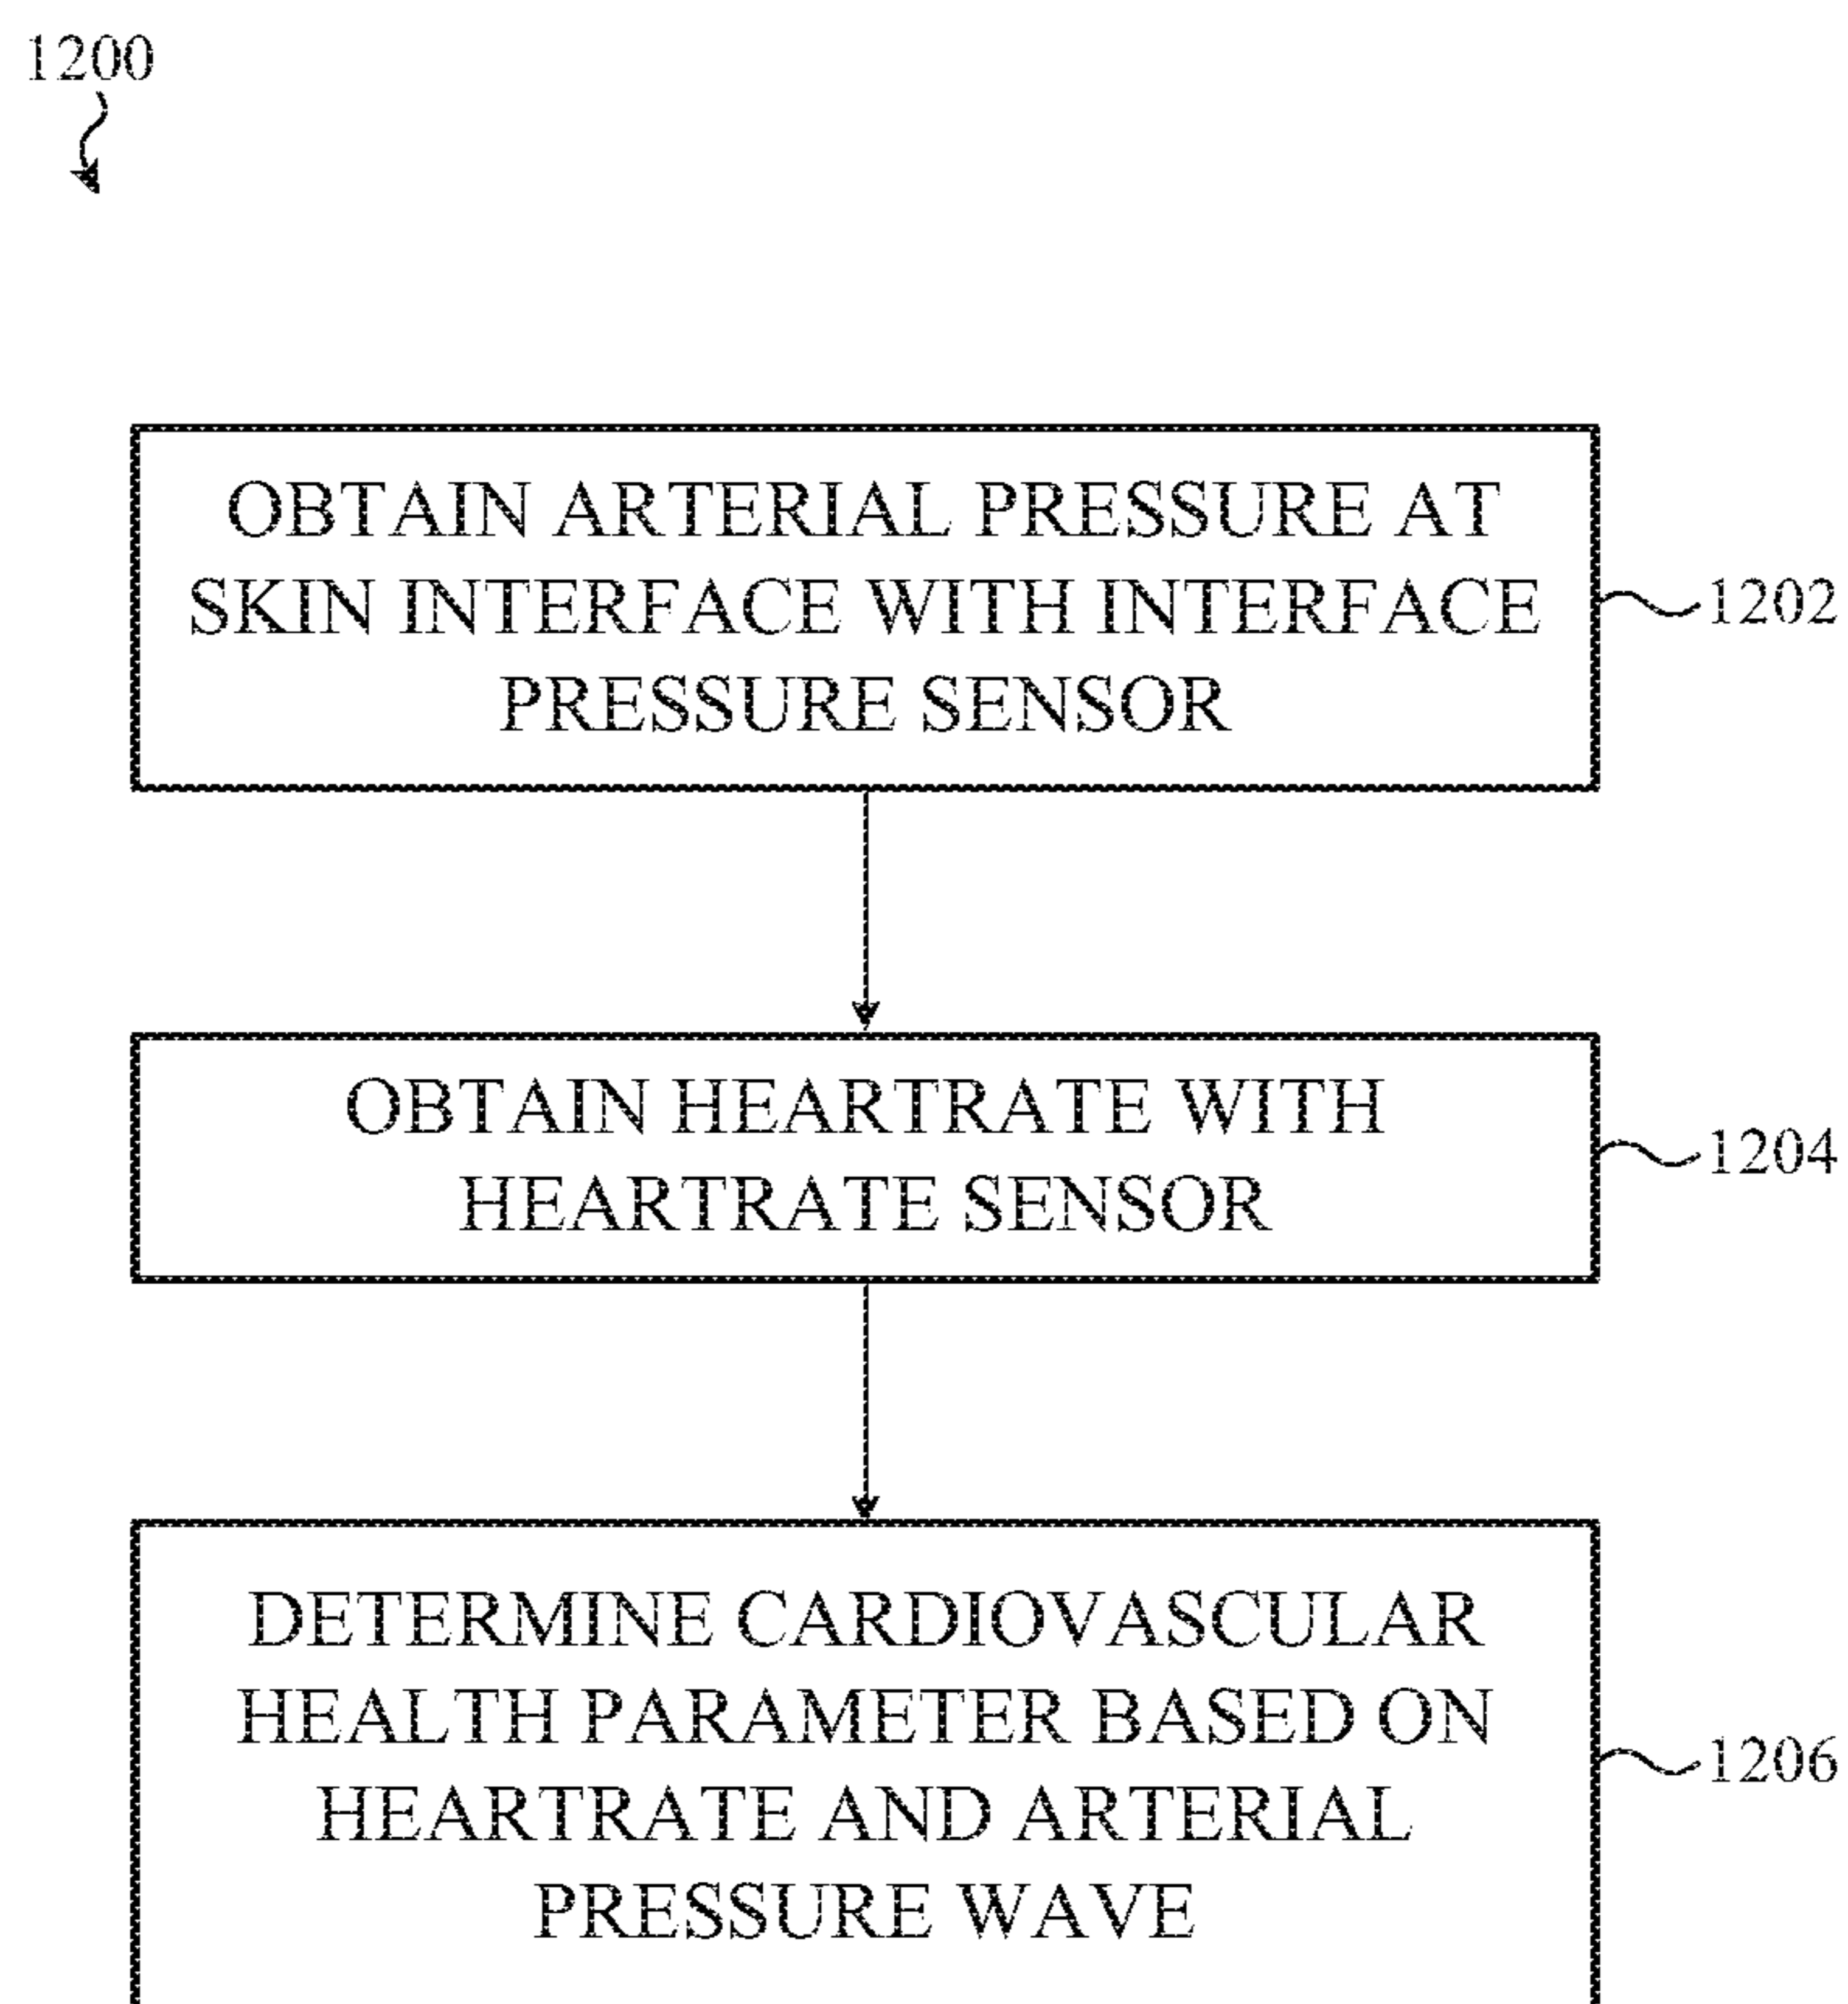 1200
OBTAIN ARTERIAL PRESSURE AT
SKIN INTERFACE WITH INTERFACE
PRESSURE SENSOR
1202
OBTAIN HEARTRATE WITH
HEARTRATE SENSOR
1204
DETERMINE CARDIOVASCULAR
HEALTH PARAMETER BASED ON
HEARTRATE AND ARTERIAL
PRESSURE WAVE
1206